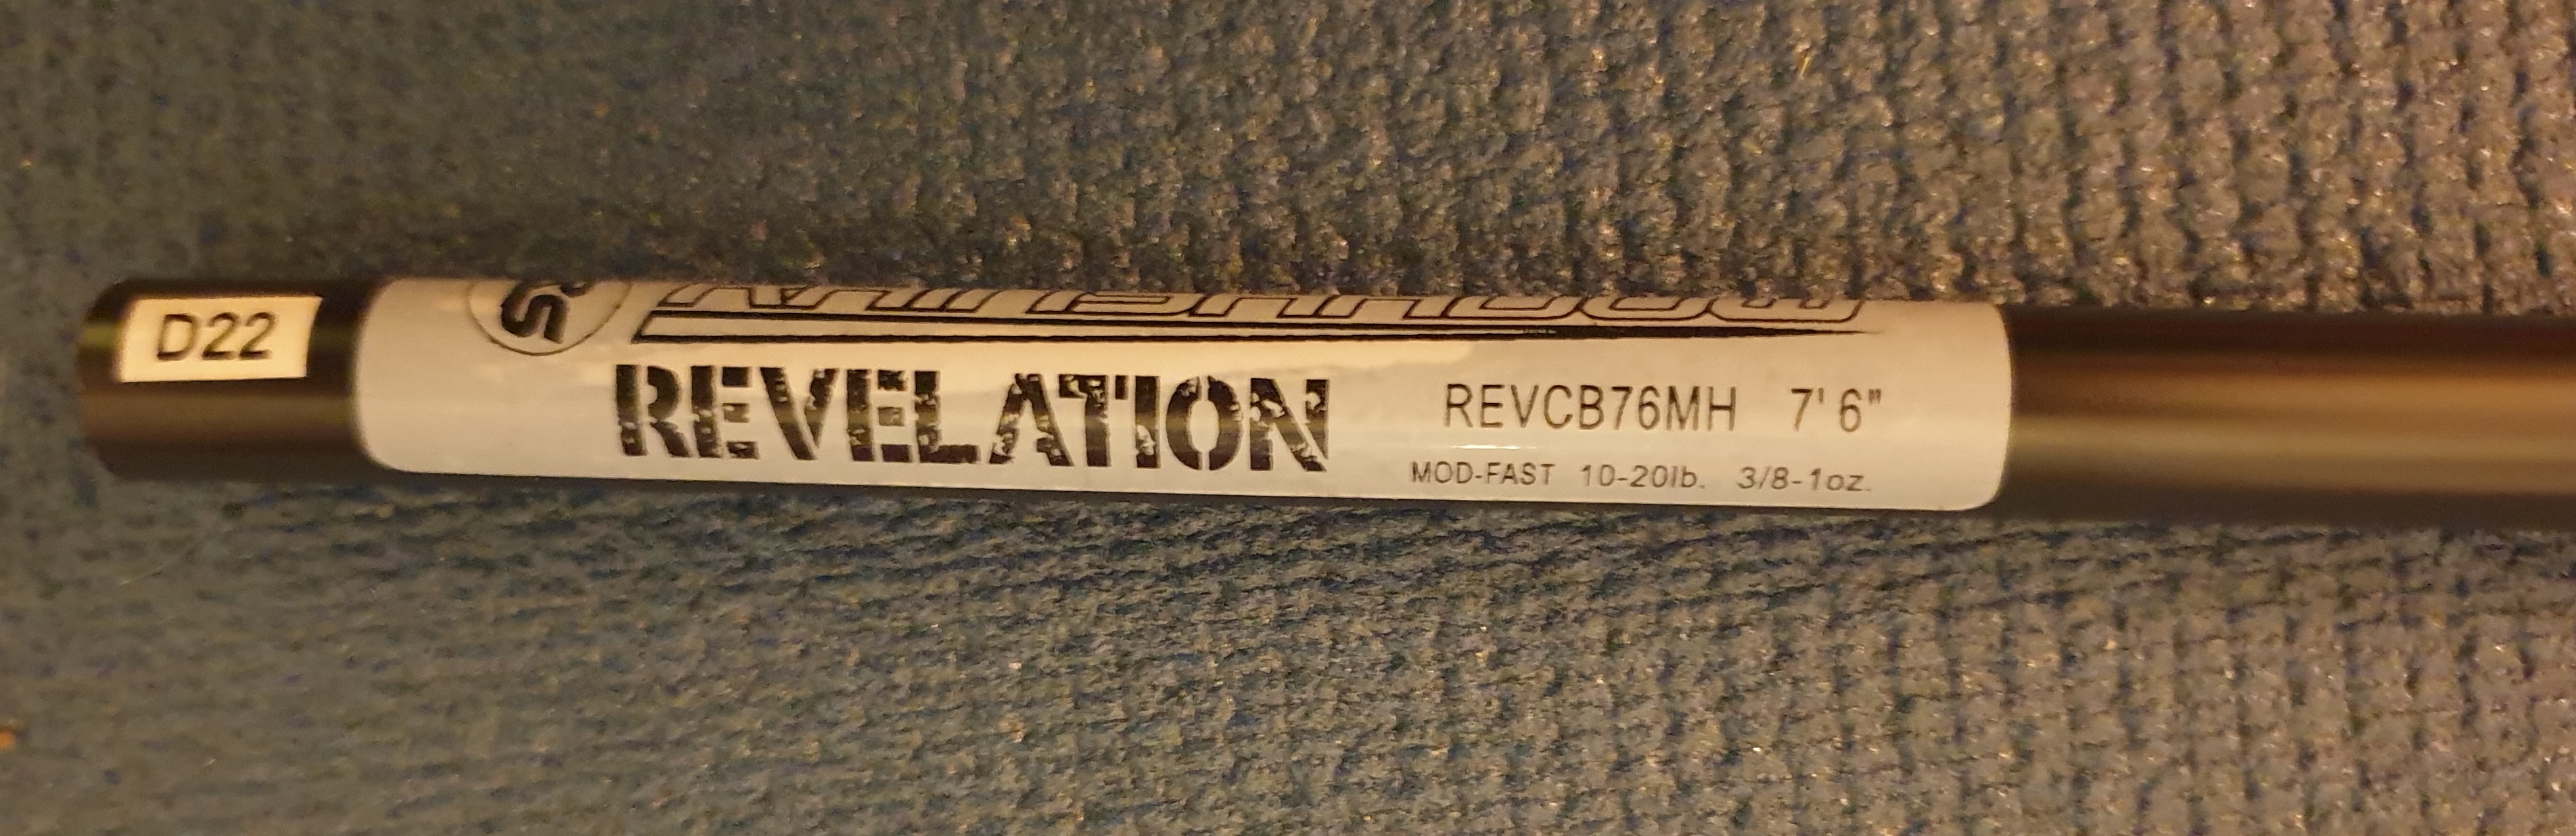 D22
REVELATION
REVCB76MH 7' 6"
MOD-FAST 10-20lb. 3/8-1oz.